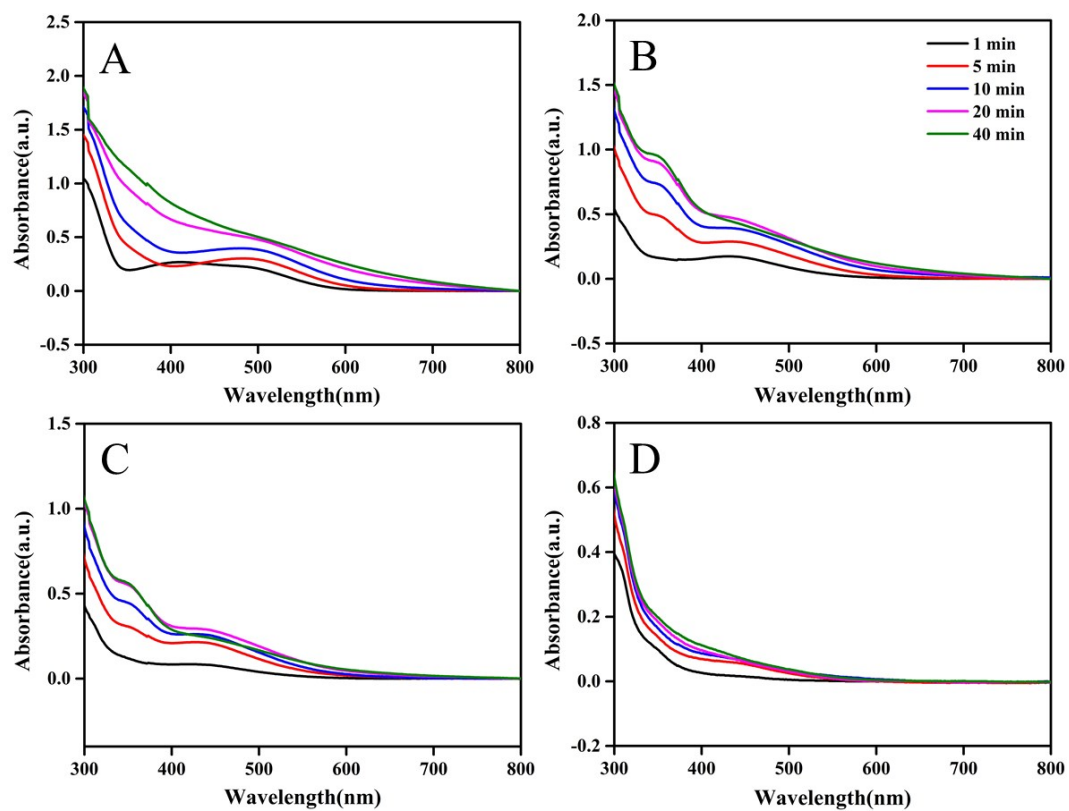 A
2.5
2.0
1.5
1.0
0.5
0.0
-0.5
Absorbance(a.u.)
300 400 500 600 700 800
Wavelength(nm)
B
2.0
1.5
1.0
0.5
0.0
-0.5
Absorbance(a.u.)
1 min
5 min
10 min
20 min
40 min
300 400 500 600 700 800
Wavelength(nm)
C
1.5
1.0
0.5
0.0
Absorbance(a.u.)
300 400 500 600 700 800
Wavelength(nm)
D
0.8
0.6
0.4
0.2
0.0
-0.2
Absorbance(a.u.)
300 400 500 600 700 800
Wavelength(nm)